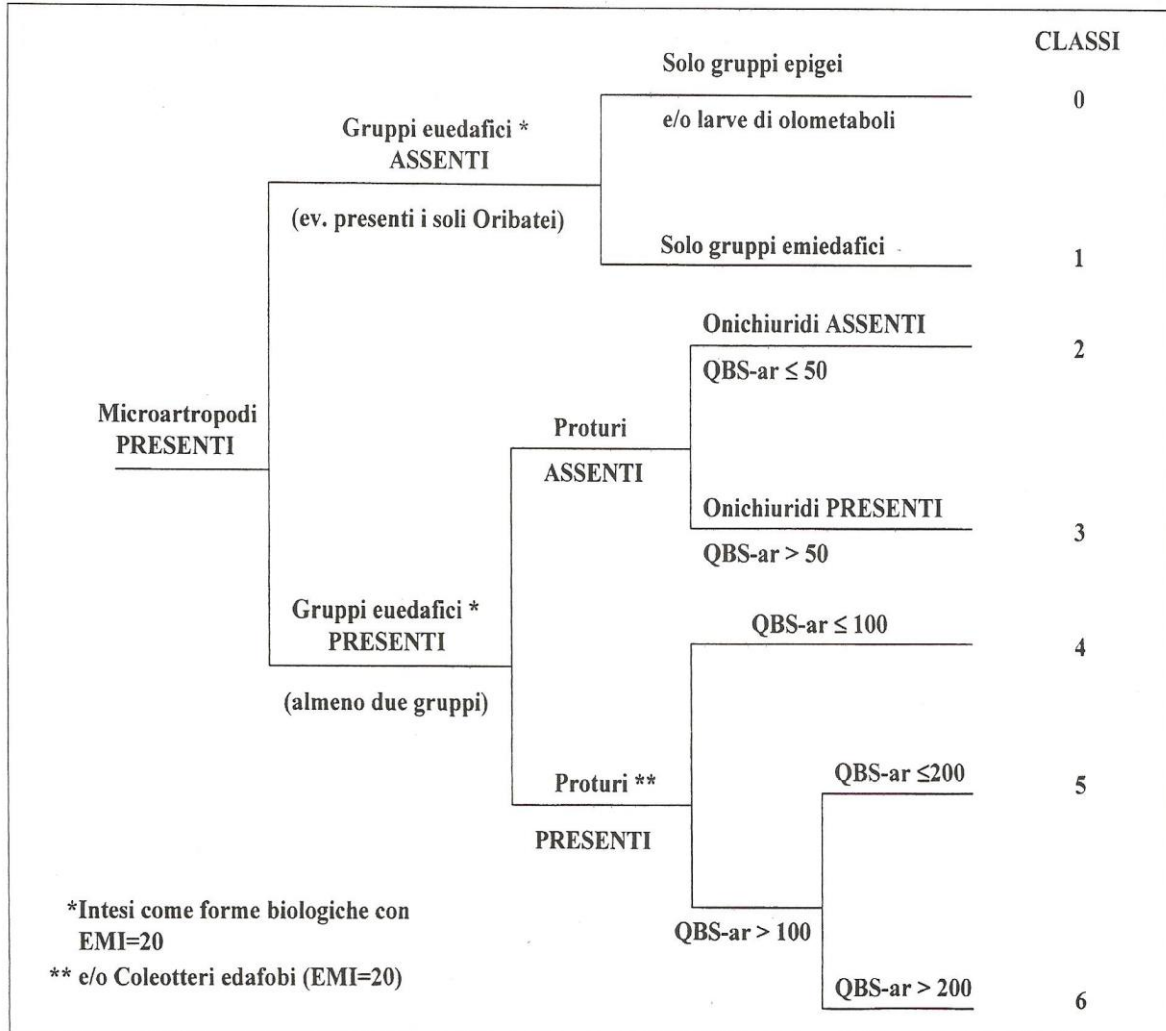 CLASSI
Solo gruppi epigei
0
e/o larve di olometaboli
Gruppi euedafici *
ASSENTI
(ev. presenti i soli Oribatei)
Solo gruppi emiedafici
1
Onichiuridi ASSENTI
2
QBS-ar ≤ 50
Microartropodi
PRESENTI
Proturi
ASSENTI
Onichiuridi PRESENTI
3
QBS-ar > 50
Gruppi euedafici *
PRESENTI
(almeno due gruppi)
QBS-ar ≤ 100
4
Proturi **
PRESENTI
QBS-ar ≤200
5
QBS-ar > 100
QBS-ar > 200
6
*Intesi come forme biologiche con
EMI=20
** e/o Coleotteri edafobi (EMI=20)